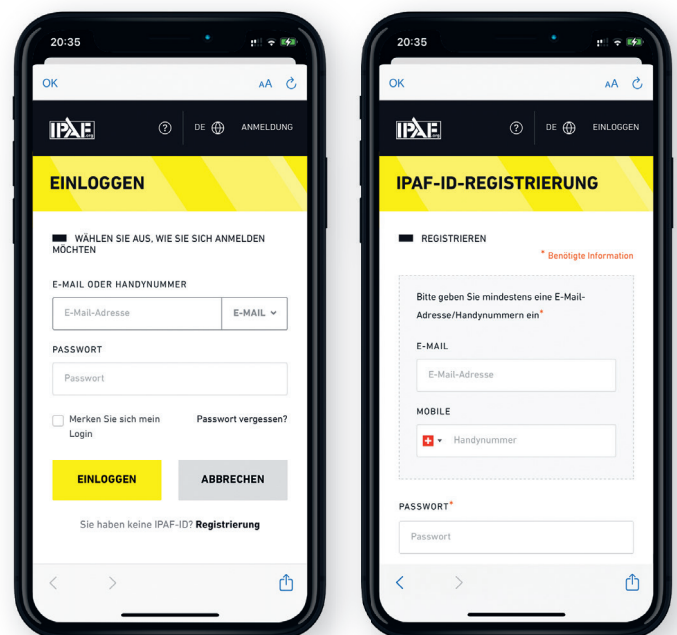 20:35
OK
AA
IPAF
.org
?
DE
ANMELDUNG
EINLOGGEN
WÄHLEN SIE AUS, WIE SIE SICH ANMELDEN
MÖCHTEN
E-MAIL ODER HANDYNUMMER
E-Mail-Adresse
E-MAIL
PASSWORT
Passwort
Merken Sie sich mein
Login
Passwort vergessen?
EINLOGGEN
ABBRECHEN
Sie haben keine IPAF-ID? Registrierung
20:35
OK
AA
IPAF
.org
?
DE
EINLOGGEN
IPAF-ID-REGISTRIERUNG
REGISTRIEREN
* Benötigte Information
Bitte geben Sie mindestens eine E-Mail-
Adresse/Handynummern ein*
E-MAIL
E-Mail-Adresse
MOBILE
Handynummer
PASSWORT*
Passwort